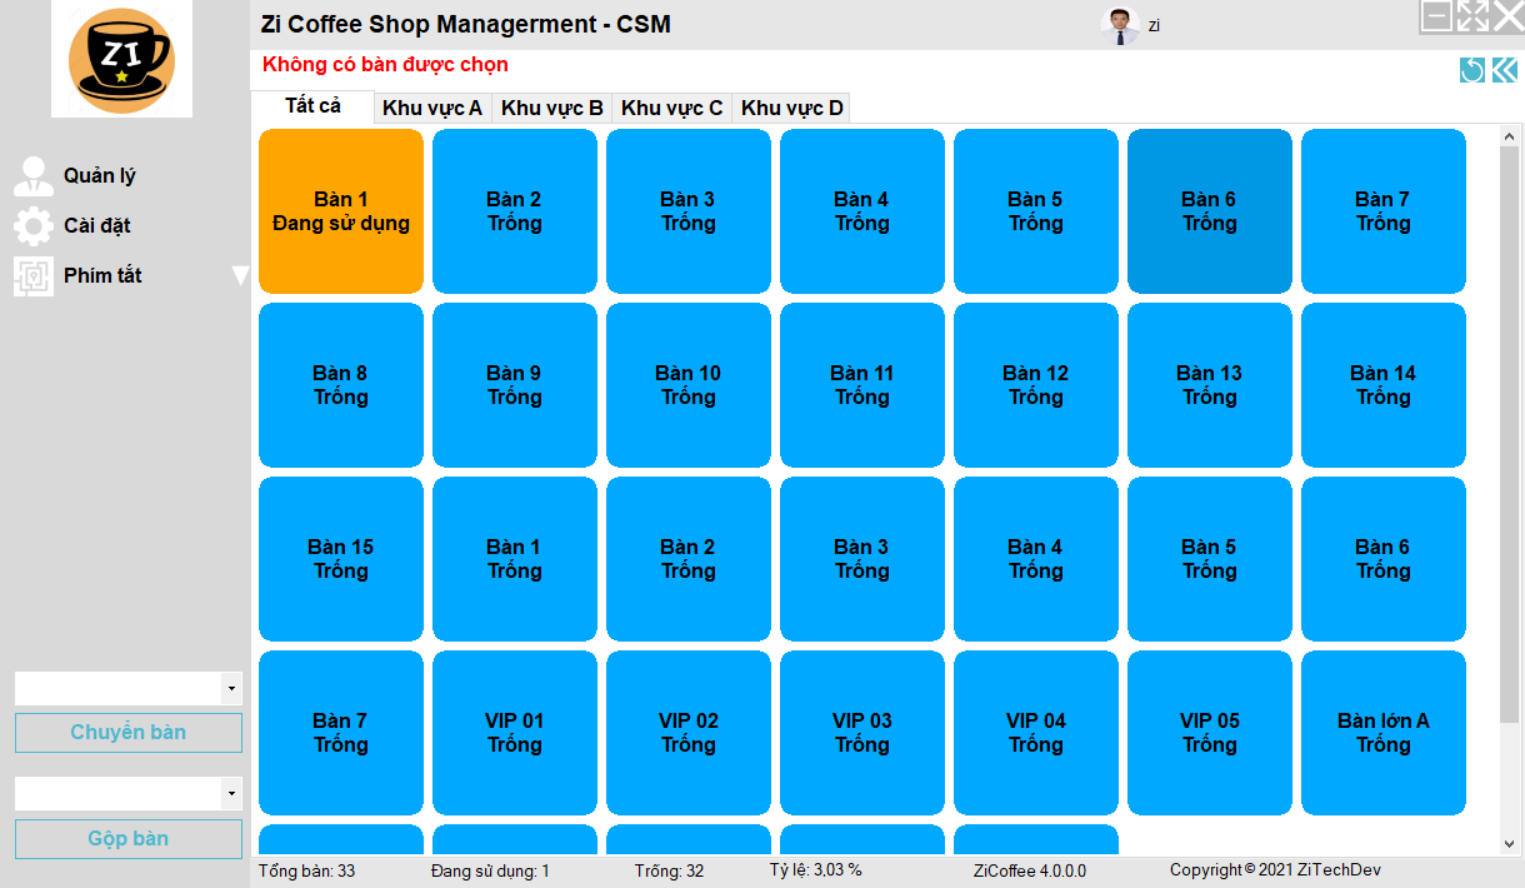 ZI
Zi Coffee Shop Managerment - CSM
zi
Không có bàn được chọn
Tất cả
Khu vực A
Khu vực B
Khu vực C
Khu vực D
Quản lý
Cài đặt
Phím tắt
Bàn 1
Đang sử dụng
Bàn 2
Trống
Bàn 3
Trống
Bàn 4
Trống
Bàn 5
Trống
Bàn 6
Trống
Bàn 7
Trống
Bàn 8
Trống
Bàn 9
Trống
Bàn 10
Trống
Bàn 11
Trống
Bàn 12
Trống
Bàn 13
Trống
Bàn 14
Trống
Bàn 15
Trống
Bàn 1
Trống
Bàn 2
Trống
Bàn 3
Trống
Bàn 4
Trống
Bàn 5
Trống
Bàn 6
Trống
Bàn 7
Trống
VIP 01
Trống
VIP 02
Trống
VIP 03
Trống
VIP 04
Trống
VIP 05
Trống
Bàn lớn A
Trống
Chuyển bàn
Gộp bàn
Tổng bàn: 33
Đang sử dụng: 1
Trống: 32
Tỷ lệ: 3,03 %
ZiCoffee 4.0.0.0
Copyright © 2021 ZiTechDev